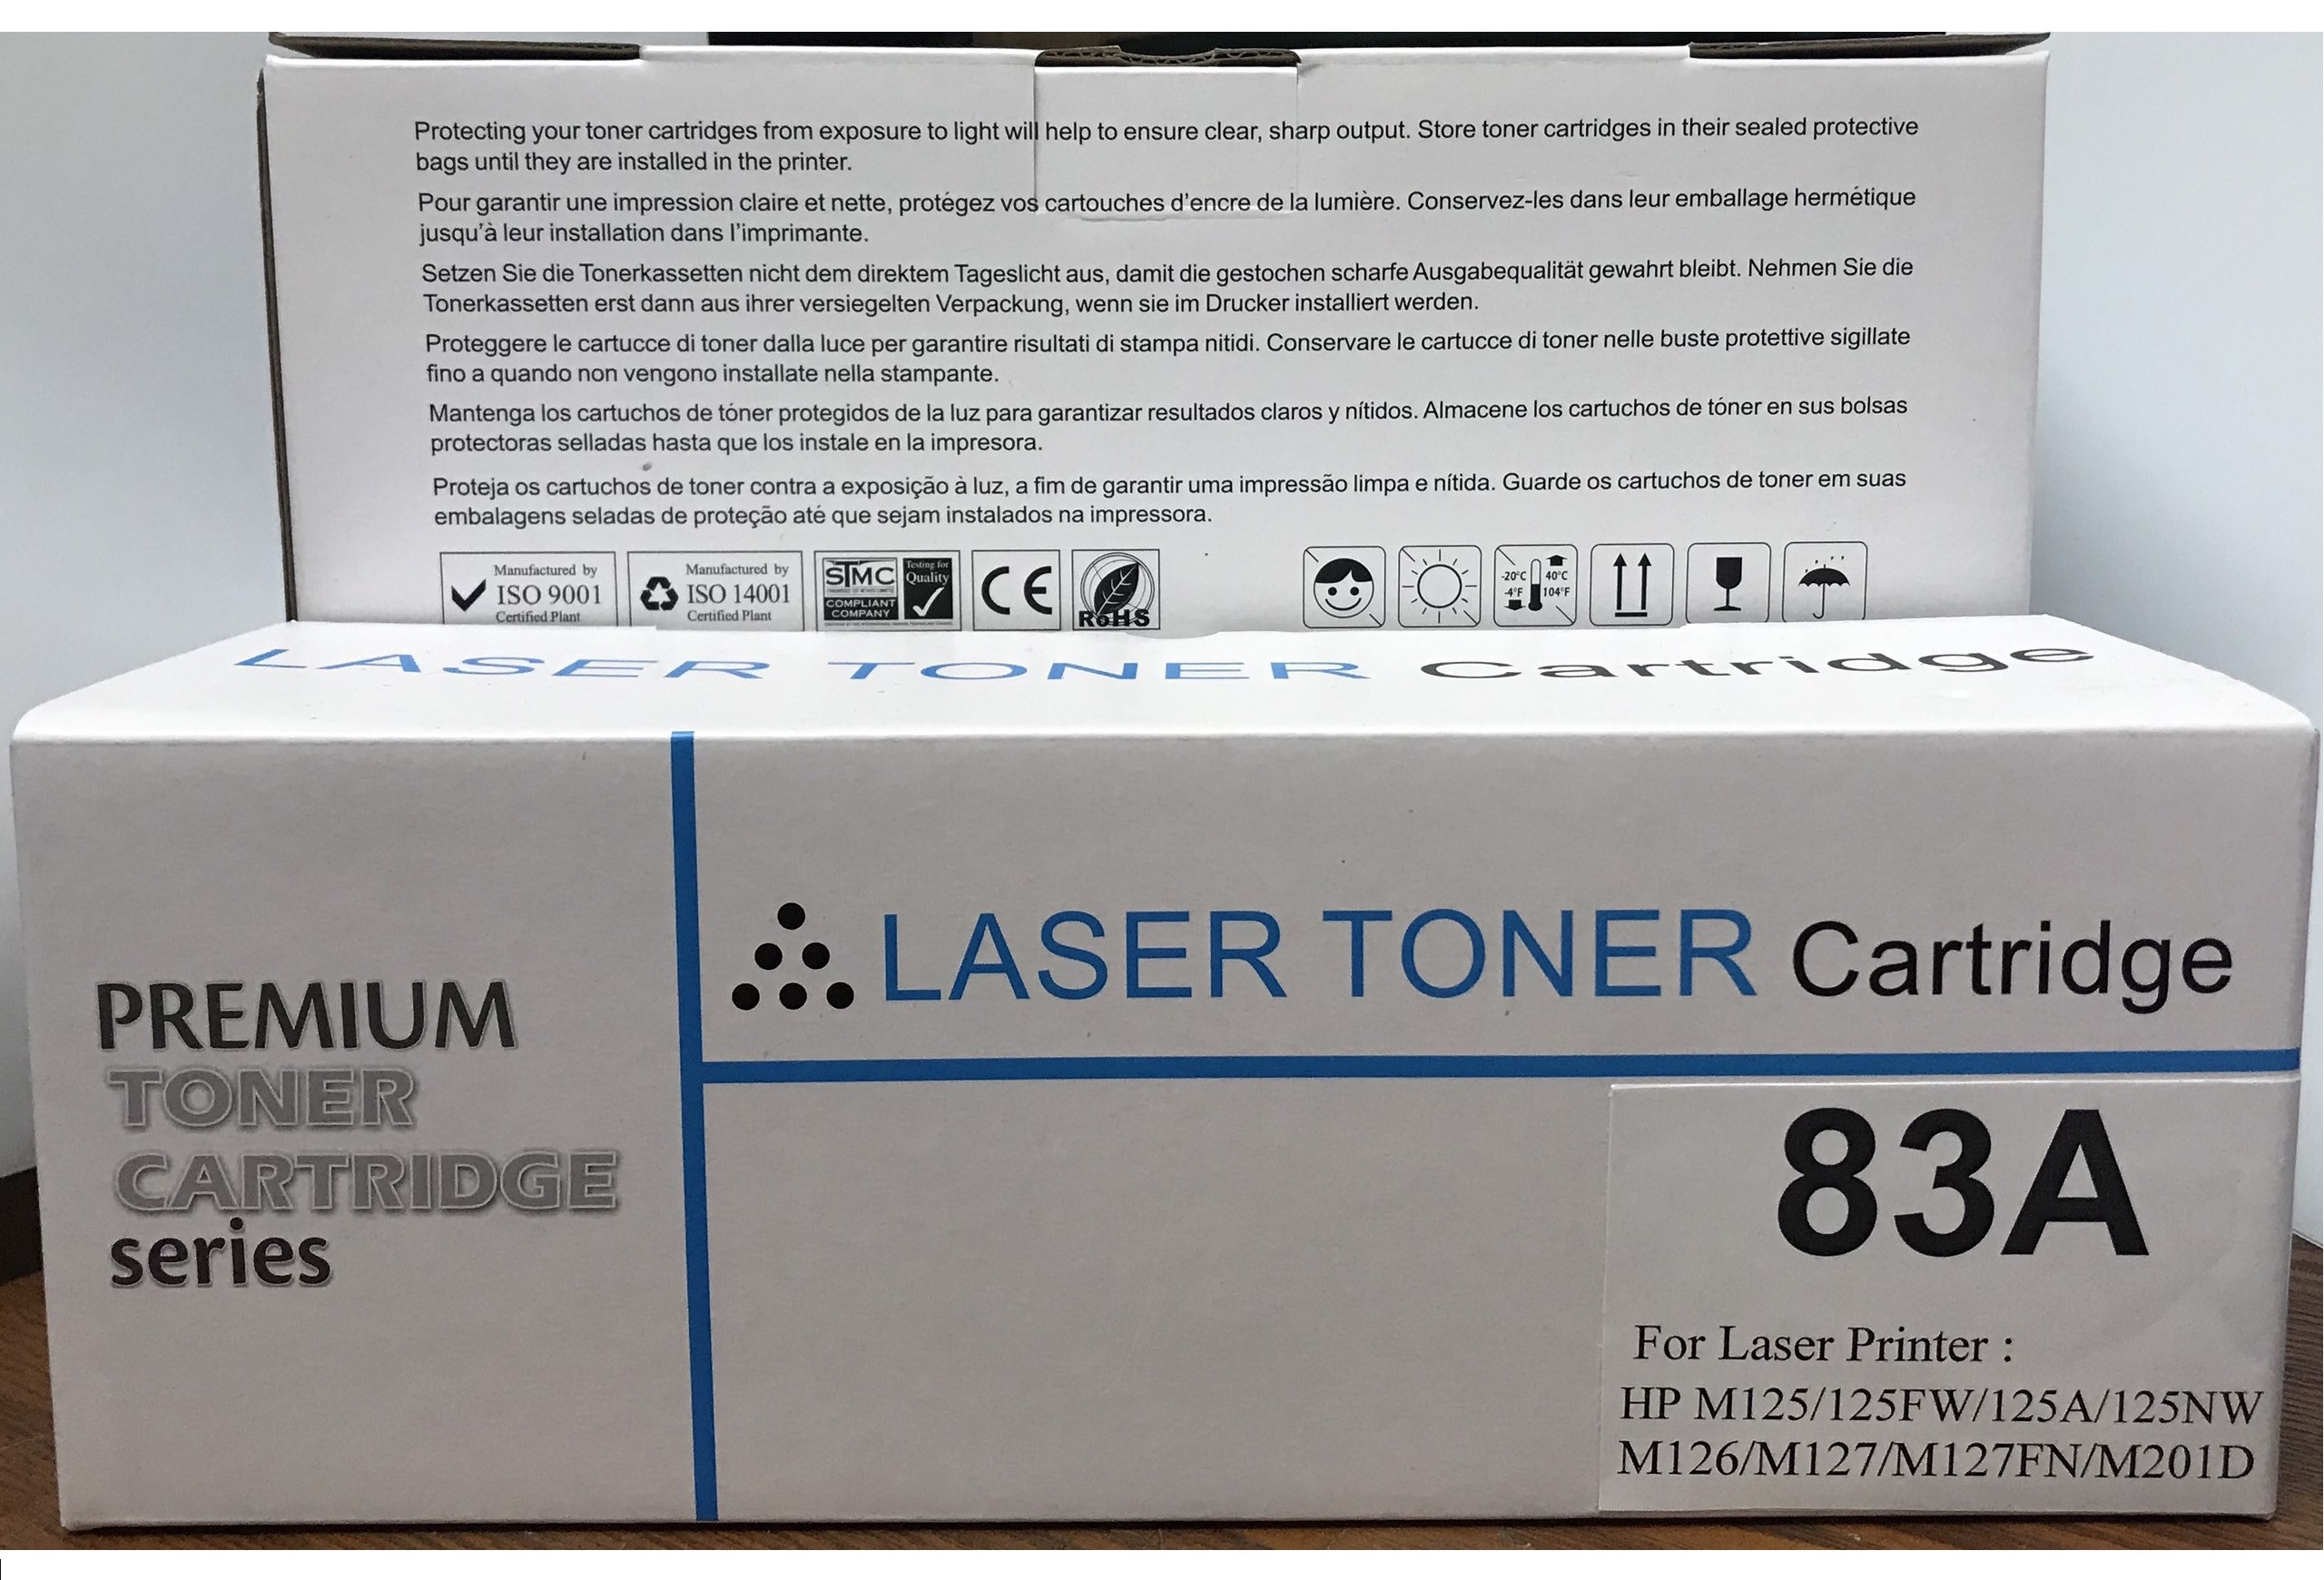 Protecting your toner cartridges from exposure to light will help to ensure clear, sharp output. Store toner cartridges in their sealed protective
bags until they are installed in the printer.
Pour garantir une impression claire et nette, protégez vos cartouches d'encre de la lumière. Conservez-les dans leur emballage hermétique
jusqu'à leur installation dans l'imprimante.
Setzen Sie die Tonerkassetten nicht dem direktem Tageslicht aus, damit die gestochen scharfe Ausgabequalität gewahrt bleibt. Nehmen Sie die
Tonerkassetten erst dann aus ihrer versiegelten Verpackung, wenn sie im Drucker installiert werden.
Proteggere le cartucce di toner dalla luce per garantire risultati di stampa nitidi. Conservare le cartucce di toner nelle buste protettive sigillate
fino a quando non vengono installate nella stampante.
Mantenga los cartuchos de tóner protegidos de la luz para garantizar resultados claros y nítidos. Almacene los cartuchos de tóner en sus bolsas
protectoras selladas hasta que los instale en la impresora.
Proteja os cartuchos de toner contra a exposição à luz, a fim de garantir uma impressão limpa e nítida. Guarde os cartuchos de toner em suas
embalagens seladas de proteção até que sejam instalados na impressora.
Manufactured by
ISO 9001
Certified Plant
Manufactured by
ISO 14001
Certified Plant
STMC
COMPLIANT
COMPANY
Testing for
Quality
CE
RoHS
-20°C 40°C
-4°F 104°F
LASER TONER Cartridge
PREMIUM
TONER
CARTRIDGE
series
LASER TONER Cartridge
83A
For Laser Printer :
HP M125/125FW/125A/125NW
M126/M127/M127FN/M201D